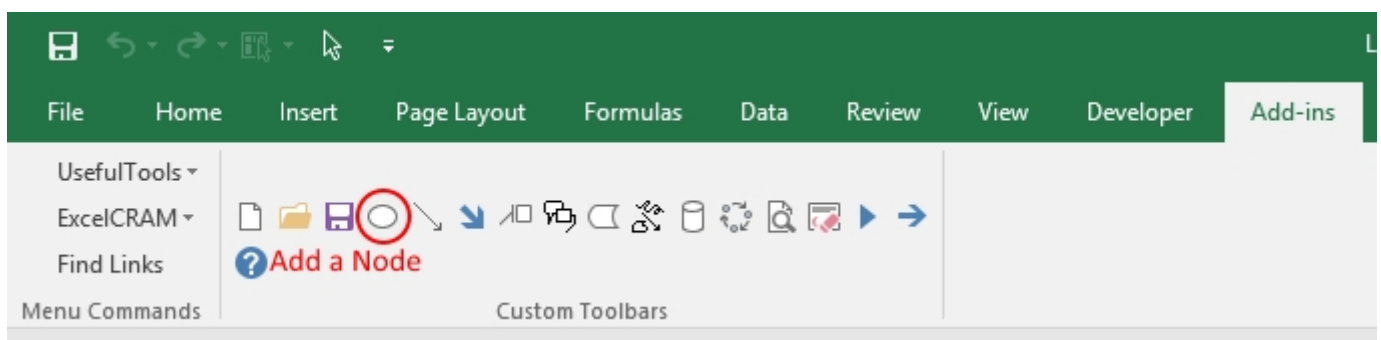 L
File Home Insert Page Layout Formulas Data Review View Developer Add-ins
UsefulTools
ExcelCRAM
Find Links
? Add a Node
Menu Commands Custom Toolbars